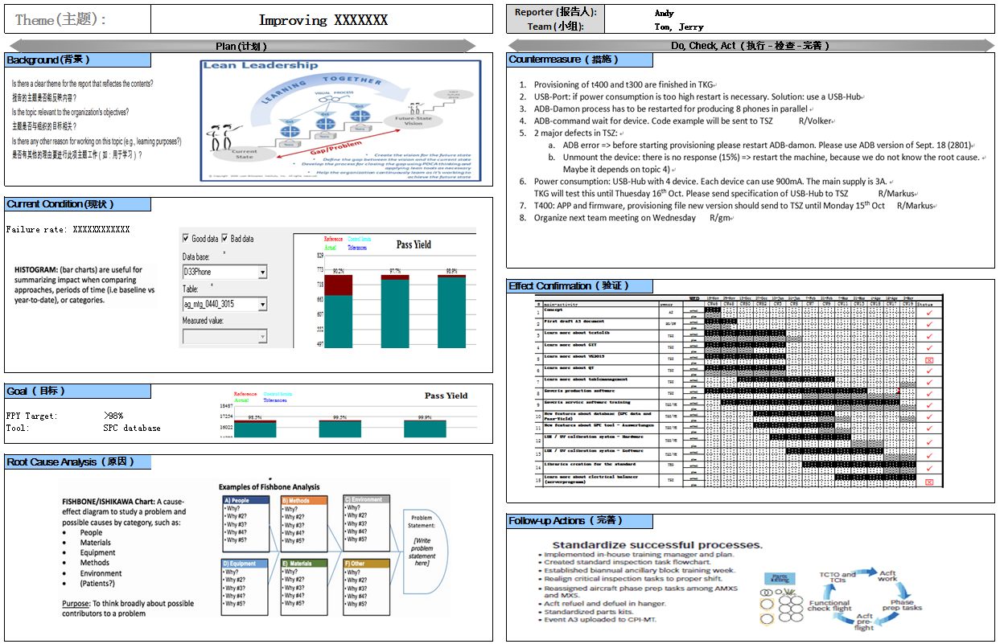 Theme(主题):
Improving XXXXXXX
Plan(计划)
Background(背景)
Is there a clear theme for the report that reflects the contents?
报告的主题是否能反映内容?
Is the topic relevant to the organization's objectives?
主题是否与组织的目标相关?
Is there any other reason for working on this topic (e.g., learning purposes?)
是否有其他的理由要进行此项主题工作(如:用于学习)?
Lean Leadership
LEARNING TOGETHER
VISUAL PROCESS
Current
State
Gap/Problem
Future-State
Vision
• Create the vision for the future state
• Define the gap between the vision and the current state
• Develop the process for closing the gap using PDCA thinking and
applying lean tools as necessary
• Help the organization continuously learn as it's working to
achieve the future state
Current Condition(现状)
Failure rate: XXXXXXXXXXXX
HISTOGRAM: (bar charts) are useful for
summarizing impact when comparing
approaches, periods of time (i.e baseline vs
year-to-date), or categories.
Good data Bad data
Data base: *
D33Phone
Table: *
ag_mtg_0440_3015
Measured value:
Reference Control limits
Actual Tolerances
Pass Yield
829
773
718
663
607
552
497
90.2% 97.7% 98.9%
Goal (目标)
FPY Target: >98%
Tool: SPC database
Reference Control limits
Actual Tolerances
Pass Yield
18487
17254
16022
98.5% 99.5% 99.9%
Root Cause Analysis (原因)
FISHBONE/ISHIKAWA Chart: A cause-
effect diagram to study a problem and
possible causes by category, such as:
• People
• Materials
• Equipment
• Methods
• Environment
• (Patients?)
Purpose: To think broadly about possible
contributors to a problem
Examples of Fishbone Analysis
A) People
• Why?
• Why #2?
• Why #3?
• Why #4?
• Why #5?
B) Methods
• Why?
• Why #2?
• Why #3?
• Why #4?
• Why #5?
C) Environment
• Why?
• Why #2?
• Why #3?
• Why #4?
• Why #5?
D) Equipment
•Why?
• Why #2?
• Why #3?
• Why #4?
• Why #5?
E) Materials
•Why?
• Why #2?
• Why #3?
• Why #4?
• Why #5?
F) Other
•Why?
• Why #2?
• Why #3?
• Why #4?
• Why #5?
Problem
Statement:
[Write
problem
statement
here]
Reporter (报告人): Andy
Team (小组): Tom, Jerry
Do, Check, Act (执行-检查-完善)
Countermeasure (措施)
1. Provisioning of t400 and t300 are finished in TKG
2. USB-Port: if power consumption is too high restart is necessary. Solution: use a USB-Hub
3. ADB-Damon process has to be restarted for producing 8 phones in parallel
4. ADB-command wait for device. Code example will be sent to TSZ R/Volker
5. 2 major defects in TSZ:
a. ADB error => before starting provisioning please restart ADB-damon. Please use ADB version of Sept. 18 (2801)
b. Unmount the device: there is no response (15%) => restart the machine, because we do not know the root cause.
Maybe it depends on topic 4)
6. Power consumption: USB-Hub with 4 device. Each device can use 900mA. The main supply is 3A.
TKG will test this until Thuesday 16th Oct. Please send specification of USB-Hub to TSZ R/Markus
7. T400: APP and firmware, provisioning file new version should send to TSZ until Monday 15th Oct R/Markus
8. Organize next team meeting on Wednesday R/gm
Effect Confirmation (验证)
main-activity owner Status
1 Concept
2 First draft A3 document
3 Learn more about testolib TSZ
4 Learn more about GIT TSZ
5 Learn more about VS2015 TSZ
6 Learn more about QT TSZ
7 Learn more about tablemanagement TSZ
8 production software TSZ
9 service software training
10 New features about database (SPC data and
Pass-Yield)
11 New features about SPC tool - Auswertungen
12 LUX / UV calibration system - Hardware
13 LUX / UV calibration system - Software
14 Libraries creation for the standard TKG
15 Learn more about electrical balancer
(serverprograms) TSZ
Follow-up Actions (完善)
Standardize successful processes.
• Implemented in-house training manager and plan.
• Created standard inspection task flowchart.
• Established biannual ancillary block training week.
• Realign critical inspection tasks to proper shift.
• Reassigned aircraft phase prep tasks among AMXS
and MXS.
• Acft refuel and defuel in hanger.
• Standardized parts kits.
• Event A3 uploaded to CPI-MT.
Parts
kitting
TCTO and
TCIs
Acft
work
Phase
prep tasks
Acft
pre-
flight
Functional
check flight